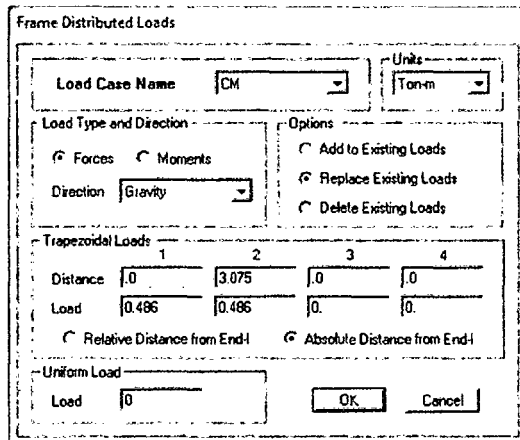 Frame Distributed Loads
Units
Load Case Name CM Ton-m
Load Type and Direction Options
Forces Moments Add to Existing Loads
Replace Existing Loads
Direction Gravity Delete Existing Loads
Trapezoidal Loads
1 2 3 4
Distance .0 3.075 .0 .0
Load 0.486 0.486 0. 0.
Relative Distance from End-I Absolute Distance from End-I
Uniform Load
Load 0 OK Cancel